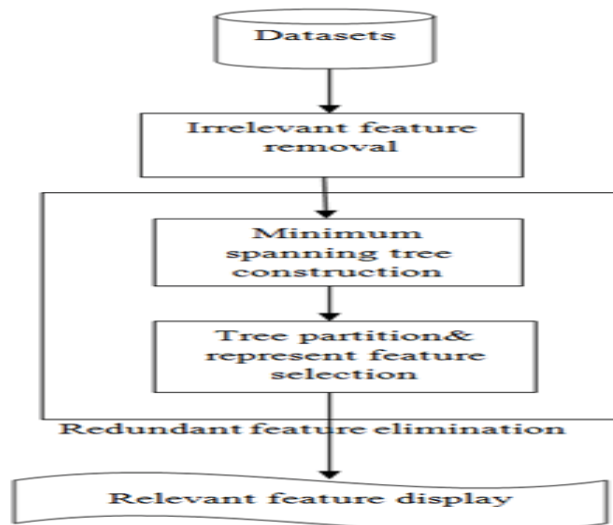 Datasets
Irrelevant feature
removal
Minimum
spanning tree
construction
Tree partition&
represent feature
selection
Redundant feature elimination
Relevant feature display